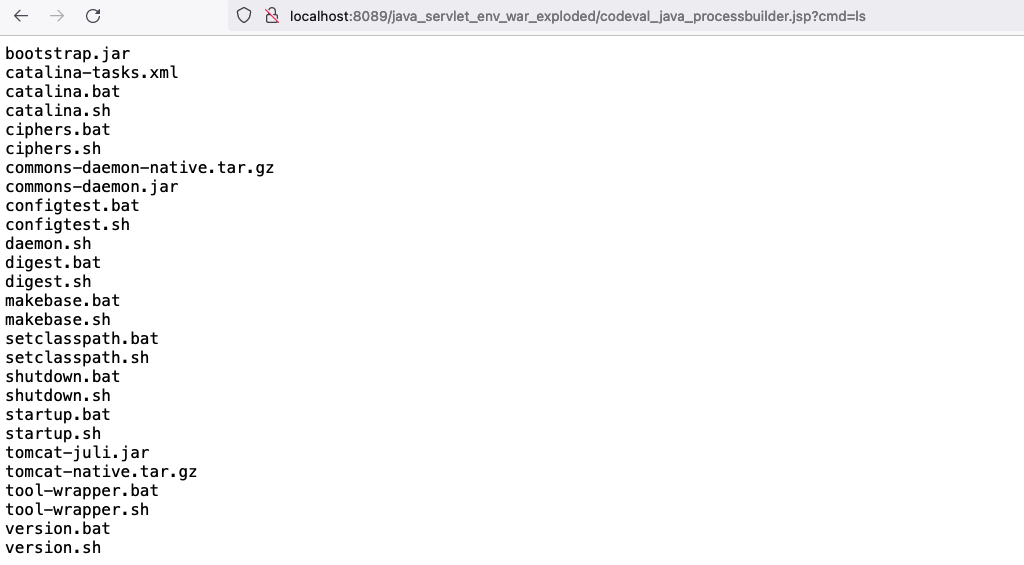 localhost:8089/java_servlet_env_war_exploded/codeval_java_processbuilder.jsp?cmd=ls
bootstrap.jar
catalina-tasks.xml
catalina.bat
catalina.sh
ciphers.bat
ciphers.sh
commons-daemon-native.tar.gz
commons-daemon.jar
configtest.bat
configtest.sh
daemon.sh
digest.bat
digest.sh
makebase.bat
makebase.sh
setclasspath.bat
setclasspath.sh
shutdown.bat
shutdown.sh
startup.bat
startup.sh
tomcat-juli.jar
tomcat-native.tar.gz
tool-wrapper.bat
tool-wrapper.sh
version.bat
version.sh